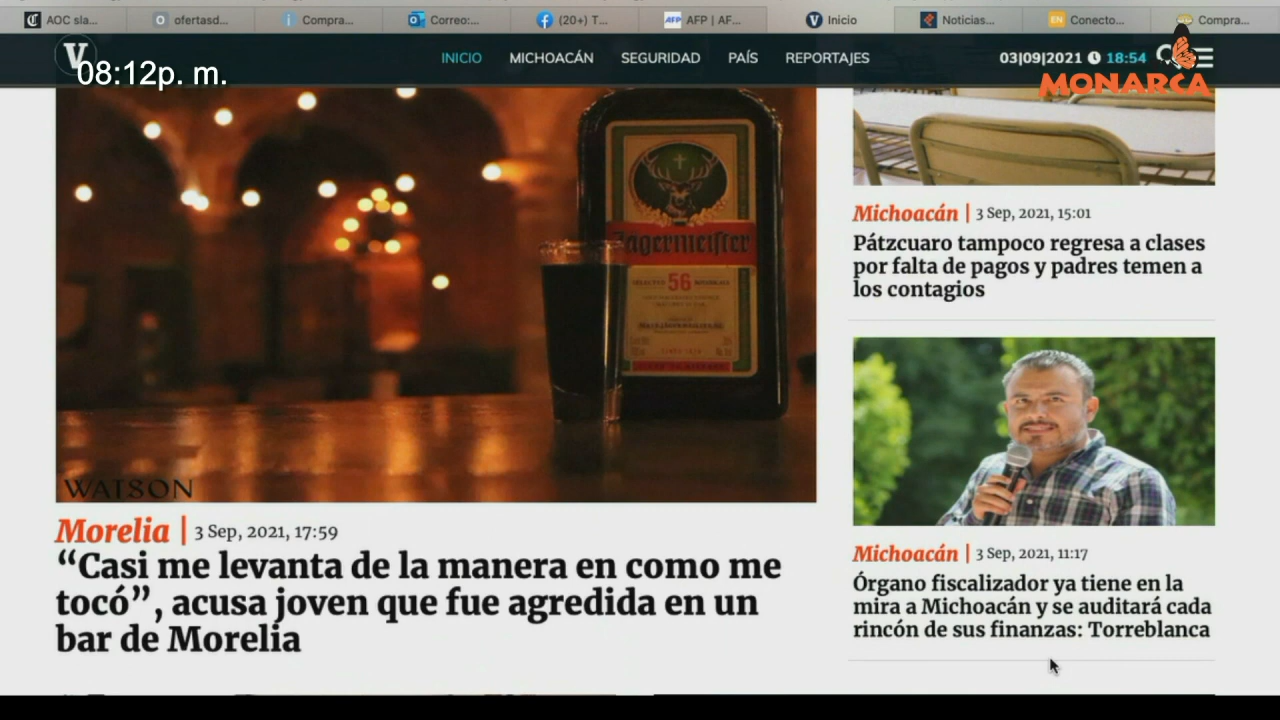 AOC sla...
ofertasd...
Compra...
Correo:...
(20+) T...
AFP | AF...
Inicio
Noticias...
EN Conecto...
Compra...
V
INICIO MICHOACÁN SEGURIDAD PAÍS REPORTAJES
03|09|2021 18:54
08:12p. m.
MONARCA
Jägermeister
SELECTED 56 BOTANICALS
WATSON
Morelia | 3 Sep, 2021, 17:59
“Casi me levanta de la manera en como me
tocó”, acusa joven que fue agredida en un
bar de Morelia
Michoacán | 3 Sep, 2021, 15:01
Pátzcuaro tampoco regresa a clases
por falta de pagos y padres temen a
los contagios
Michoacán | 3 Sep, 2021, 11:17
Órgano fiscalizador ya tiene en la
mira a Michoacán y se auditará cada
rincón de sus finanzas: Torreblanca